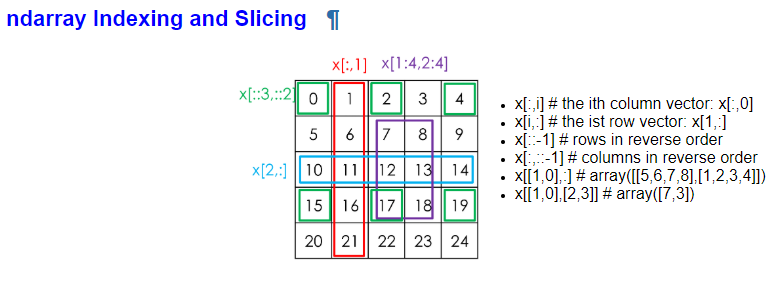 ndarray Indexing and Slicing ¶
x[:,1] x[1:4,2:4]
x[::3,::2]
0 1 2 3 4
5 6 7 8 9
x[2,:]
10 11 12 13 14
15 16 17 18 19
20 21 22 23 24
x[:,i] # the ith column vector: x[:,0]
x[i,:] # the ist row vector: x[1,:]
x[::-1] # rows in reverse order
x[:,::-1] # columns in reverse order
x[[1,0],:] # array([[5,6,7,8],[1,2,3,4]])
x[[1,0],[2,3]] # array([7,3])